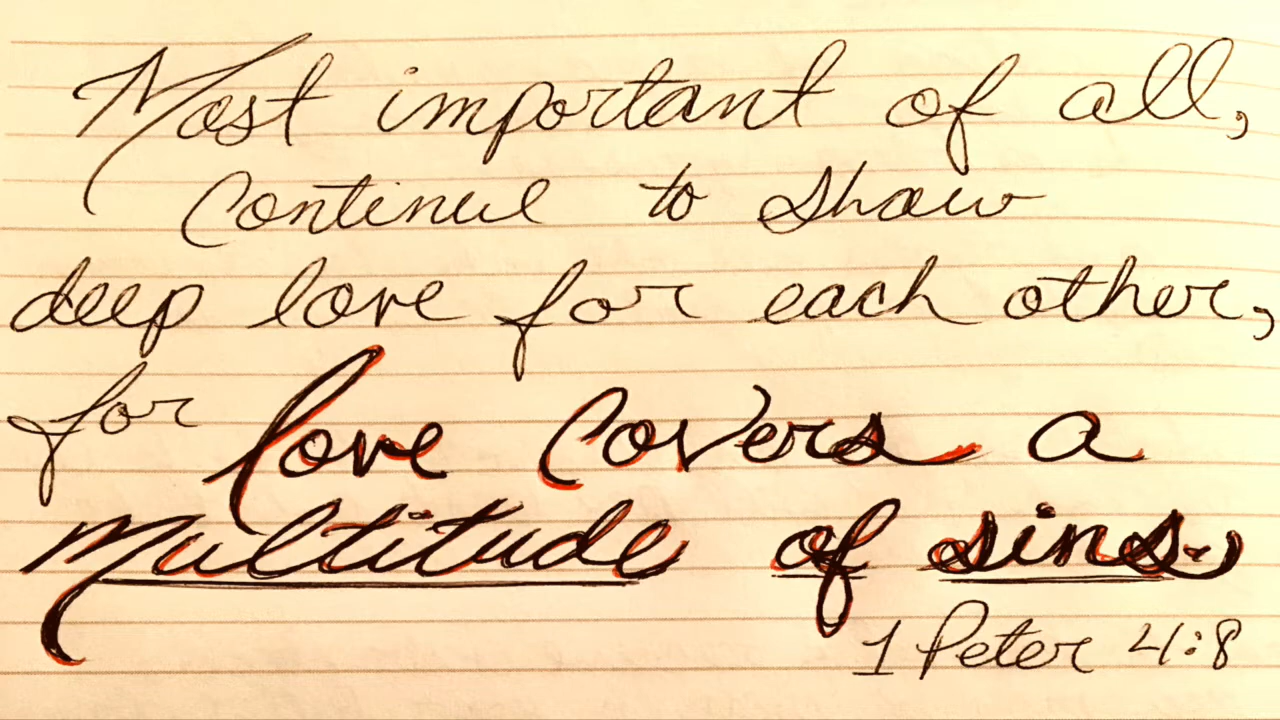 Most important of all,
Continue to show
deep love for each other,
for love covers a
multitude of sins.
1 Peter 4:8